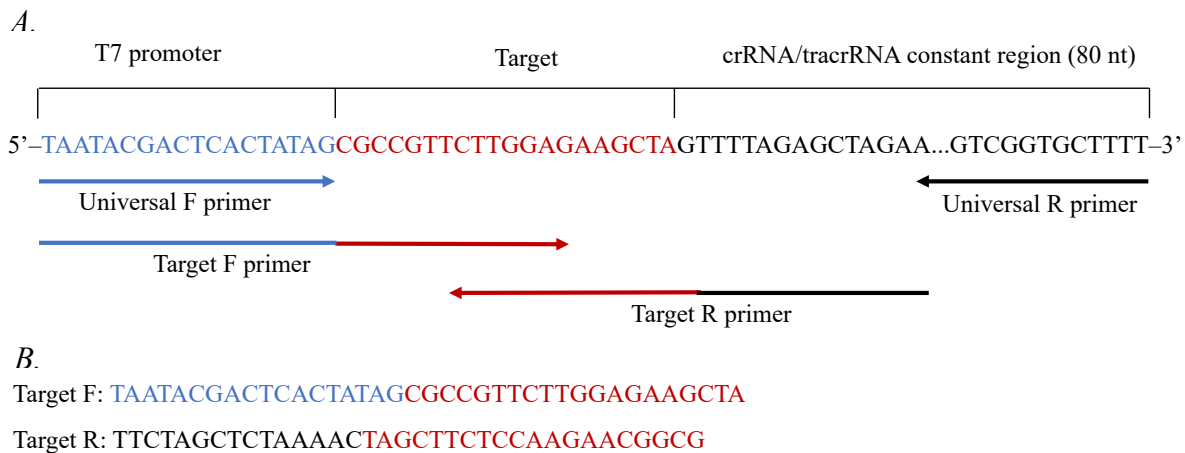 A.
T7 promoter Target crRNA/tracrRNA constant region (80 nt)
5’–TAATACGACTCACTATAGCGCCGTTCTTGGAGAAGCTAGTTTTAGAGCTAGAA...GTCGGTGCTTTT–3’
Universal F primer Universal R primer
Target F primer
Target R primer
B.
Target F: TAATACGACTCACTATAGCGCCGTTCTTGGAGAAGCTA
Target R: TTCTAGCTCTAAAACTAGCTTCTCCAAGAACGGCG